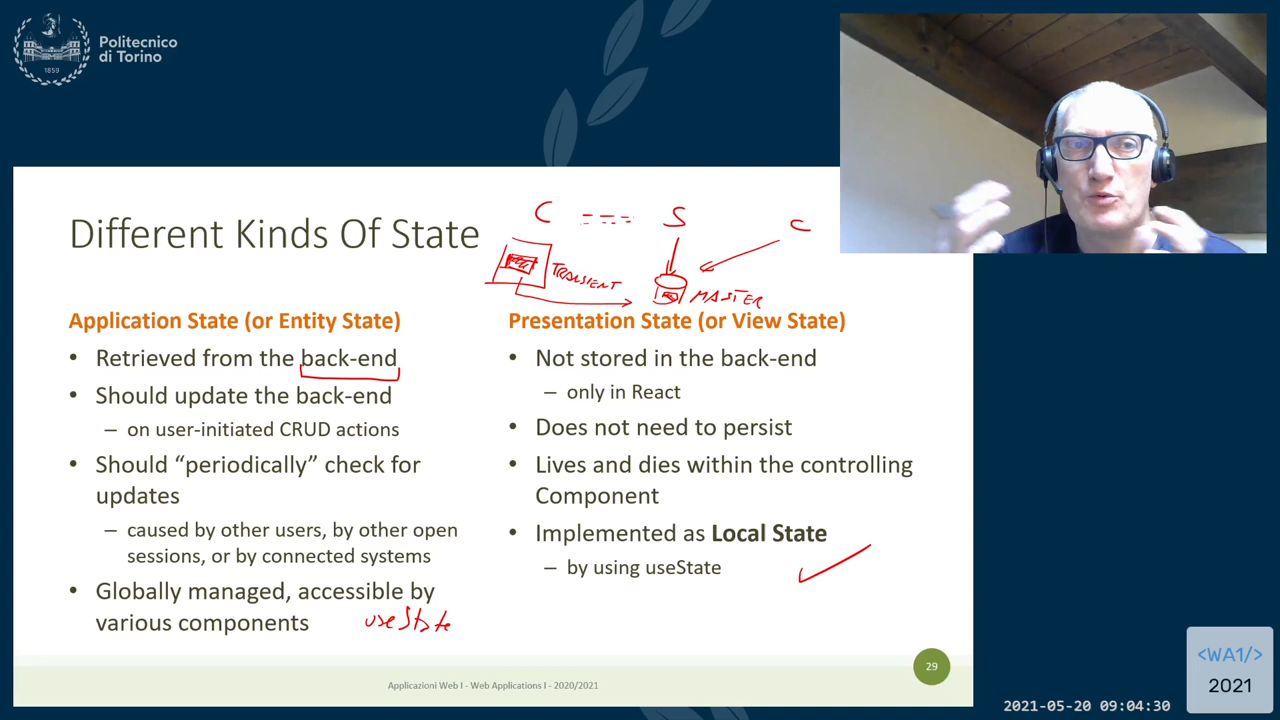 Politecnico
di Torino
1859
C ---- S C
Different Kinds Of State
TRANSIENT
MASTER
Application State (or Entity State)
• Retrieved from the back-end
• Should update the back-end
– on user-initiated CRUD actions
• Should “periodically” check for
updates
– caused by other users, by other open
sessions, or by connected systems
• Globally managed, accessible by
various components useState
Presentation State (or View State)
• Not stored in the back-end
– only in React
• Does not need to persist
• Lives and dies within the controlling
Component
• Implemented as Local State
– by using useState
29
Applicazioni Web I - Web Applications I - 2020/2021
<WA1/>
2021
2021-05-20 09:04:30